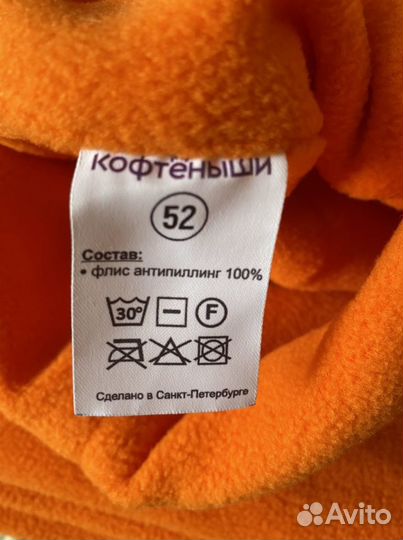 кофтёныши
52
Состав:
• флис антипиллинг 100%
30° F
Сделано в Санкт-Петербурге
Avito